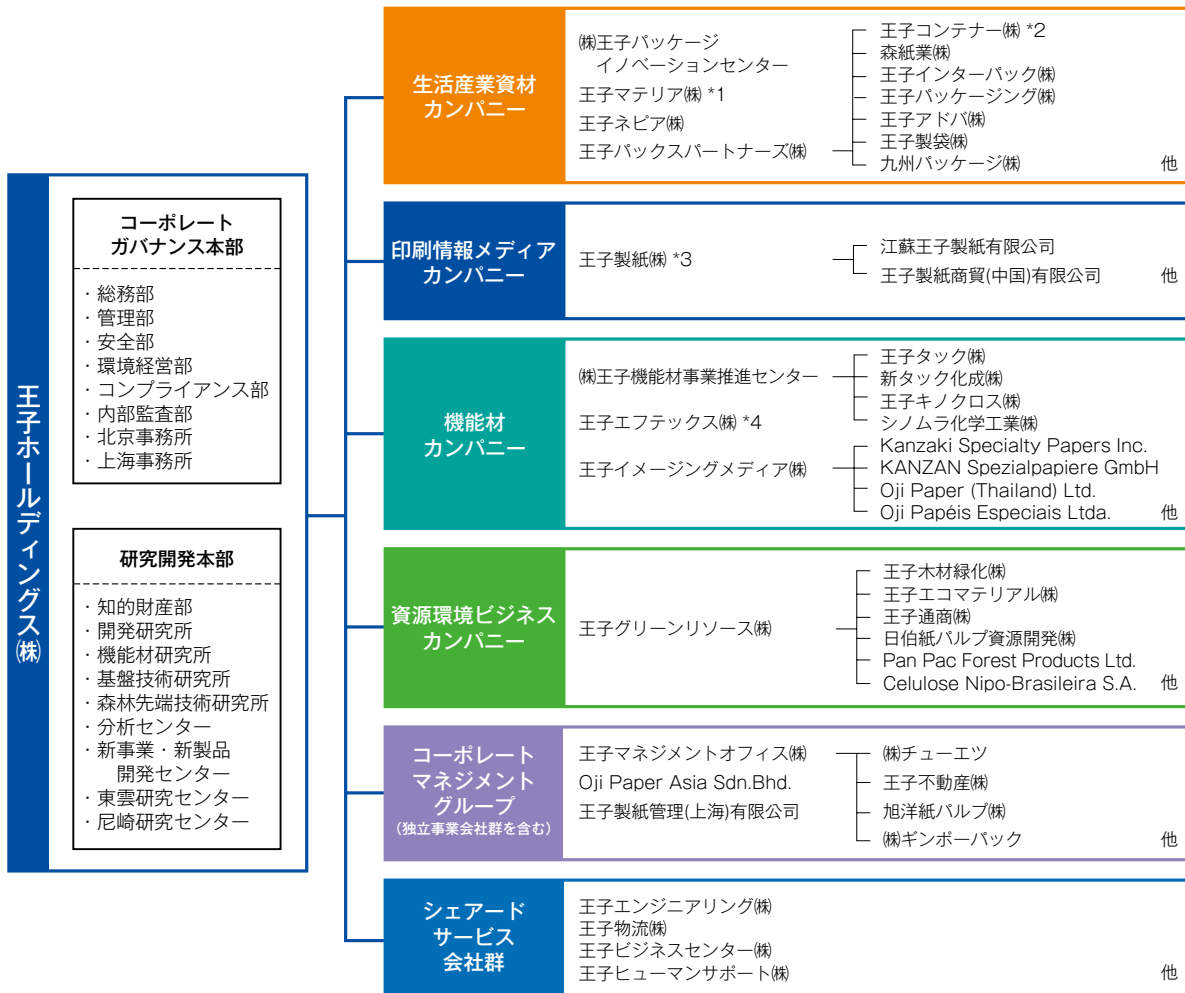 王子ホールディングス㈱
コーポレート
ガバナンス本部
・総務部
・管理部
・安全部
・環境経営部
・コンプライアンス部
・内部監査部
・北京事務所
・上海事務所
研究開発本部
・知的財産部
・開発研究所
・機能材研究所
・基盤技術研究所
・森林先端技術研究所
・分析センター
・新事業・新製品
開発センター
・東雲研究センター
・尼崎研究センター
生活産業資材
カンパニー
㈱王子パッケージ
イノベーションセンター
王子マテリア㈱ *1
王子ネピア㈱
王子パックスパートナーズ㈱
王子コンテナー㈱ *2
森紙業㈱
王子インターパック㈱
王子パッケージング㈱
王子アドバ㈱
王子製袋㈱
九州パッケージ㈱
他
印刷情報メディア
カンパニー
王子製紙㈱ *3
江蘇王子製紙有限公司
王子製紙商貿(中国)有限公司
他
機能材
カンパニー
㈱王子機能材事業推進センター
王子エフテックス㈱ *4
王子イメージングメディア㈱
王子タック㈱
新タック化成㈱
王子キノクロス㈱
シノムラ化学工業㈱
Kanzaki Specialty Papers Inc.
KANZAN Spezialpapiere GmbH
Oji Paper (Thailand) Ltd.
Oji Papéis Especiais Ltda.
他
資源環境ビジネス
カンパニー
王子グリーンリソース㈱
王子木材緑化㈱
王子エコマテリアル㈱
王子通商㈱
日伯紙パルプ資源開発㈱
Pan Pac Forest Products Ltd.
Celulose Nipo-Brasileira S.A.
他
コーポレート
マネジメント
グループ
(独立事業会社群を含む)
王子マネジメントオフィス㈱
Oji Paper Asia Sdn.Bhd.
王子製紙管理(上海)有限公司
㈱チューエツ
王子不動産㈱
旭洋紙パルプ㈱
㈱ギンポーパック
他
シェアード
サービス
会社群
王子エンジニアリング㈱
王子物流㈱
王子ビジネスセンター㈱
王子ヒューマンサポート㈱
他